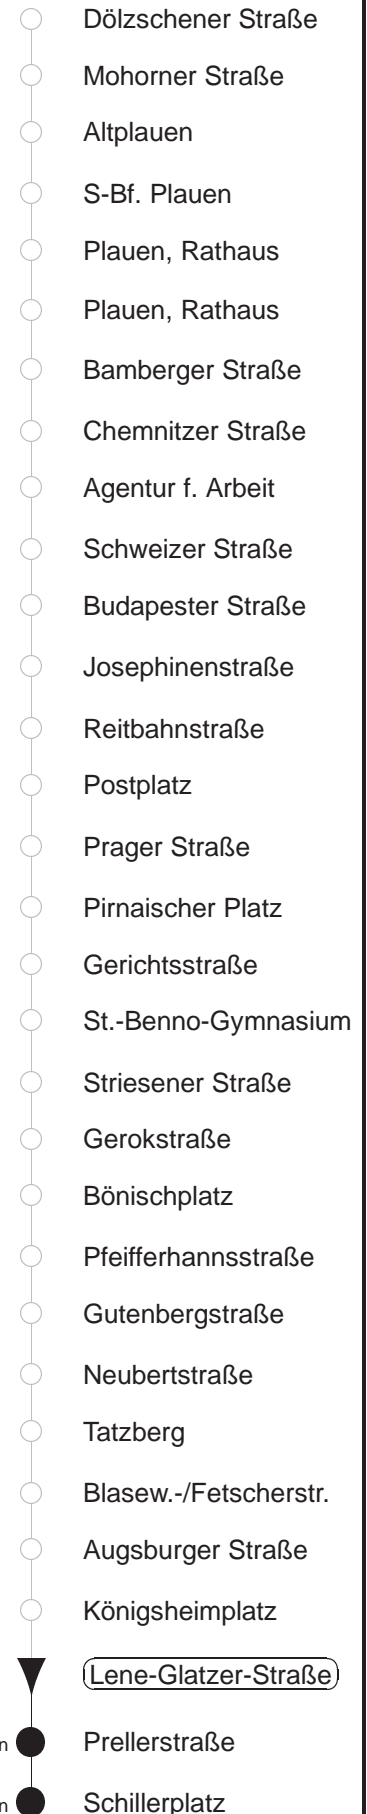 Dölzschener Straße
Mohorner Straße
Altplauen
S-Bf. Plauen
Plauen, Rathaus
Plauen, Rathaus
Bamberger Straße
Chemnitzer Straße
Agentur f. Arbeit
Schweizer Straße
Budapester Straße
Josephinenstraße
Reitbahnstraße
Postplatz
Prager Straße
Pirnaischer Platz
Gerichtsstraße
St.-Benno-Gymnasium
Striesener Straße
Gerokstraße
Bönischplatz
Pfeifferhannsstraße
Gutenbergstraße
Neubertstraße
Tatzberg
Blasew.-/Fetscherstr.
Augsburger Straße
Königsheimplatz
Lene-Glatzer-Straße
n Prellerstraße
n Schillerplatz